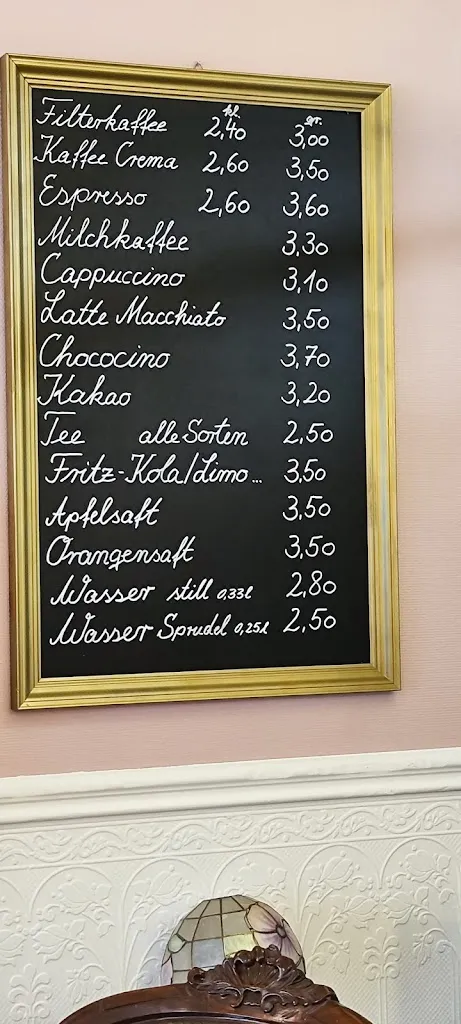 kl. gr.
Filterkaffee 2,40 3,00
Kaffee Crema 2,60 3,50
Espresso 2,60 3,60
Milchkaffee 3,30
Cappuccino 3,10
Latte Macchiato 3,50
Chococino 3,70
Kakao 3,20
Tee alle Sorten 2,50
Fritz-Kola/Limo... 3,50
Apfelsaft 3,50
Orangensaft 3,50
Wasser still 0,33l 2,80
Wasser Sprudel 0,25l 2,50